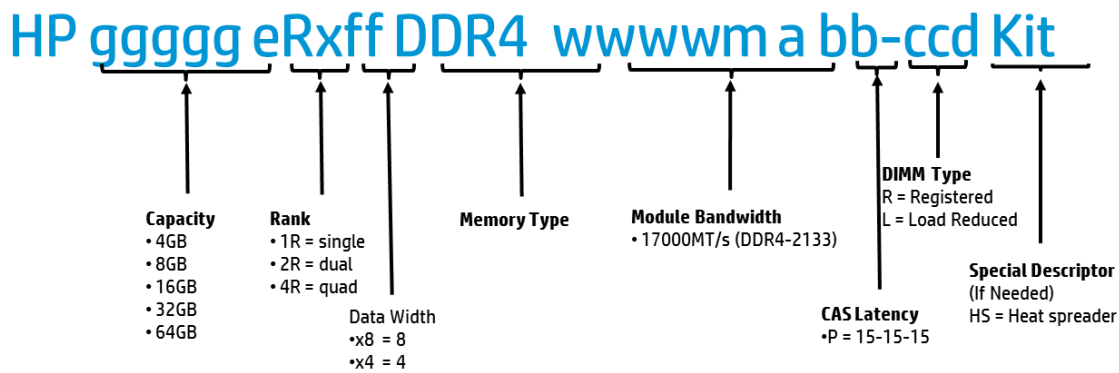 HP ggggg eRxff DDR4 wwwwm a bb-ccd Kit
Capacity
• 4GB
• 8GB
• 16GB
• 32GB
• 64GB
Rank
• 1R = single
• 2R = dual
• 4R = quad
Data Width
•x8 = 8
•x4 = 4
Memory Type
Module Bandwidth
• 17000MT/s (DDR4-2133)
CAS Latency
•P = 15-15-15
DIMM Type
R = Registered
L = Load Reduced
Special Descriptor
(If Needed)
HS = Heat spreader